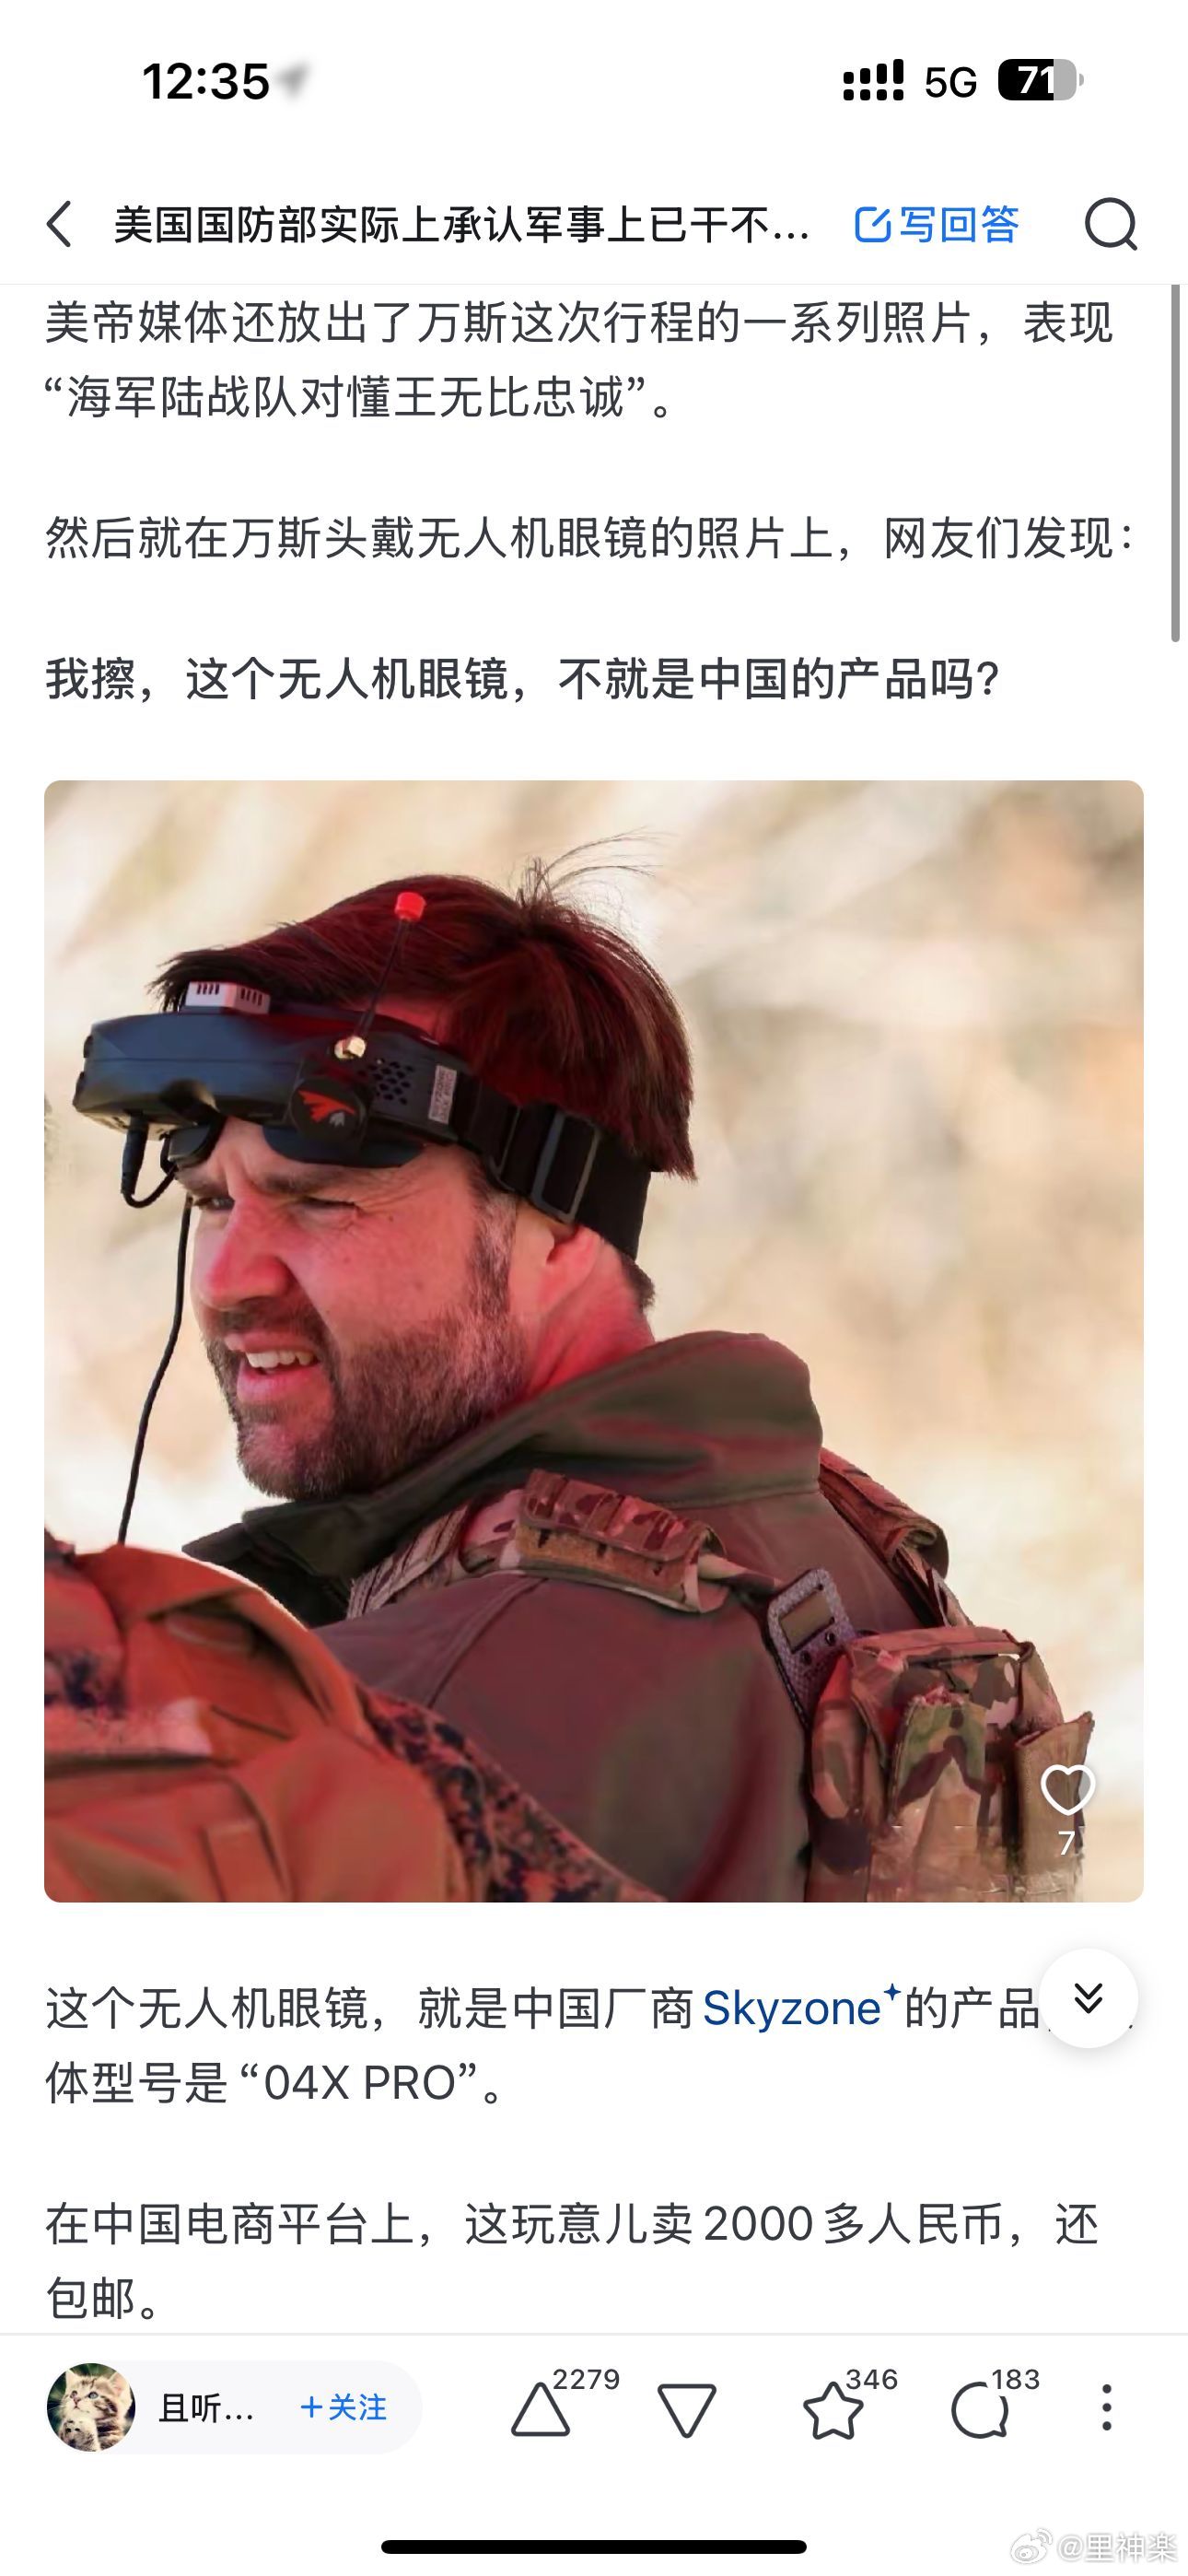 12:35
5G
71
美国国防部实际上承认军事上已干不...
写回答
美帝媒体还放出了万斯这次行程的一系列照片，表现
“海军陆战队对懂王无比忠诚”。
然后就在万斯头戴无人机眼镜的照片上，网友们发现：
我擦，这个无人机眼镜，不就是中国的产品吗？
7
这个无人机眼镜，就是中国厂商Skyzone的产品
体型号是“04X PRO”。
在中国电商平台上，这玩意儿卖2000多人民币，还
包邮。
且听...
+关注
2279
346
183
@里神楽